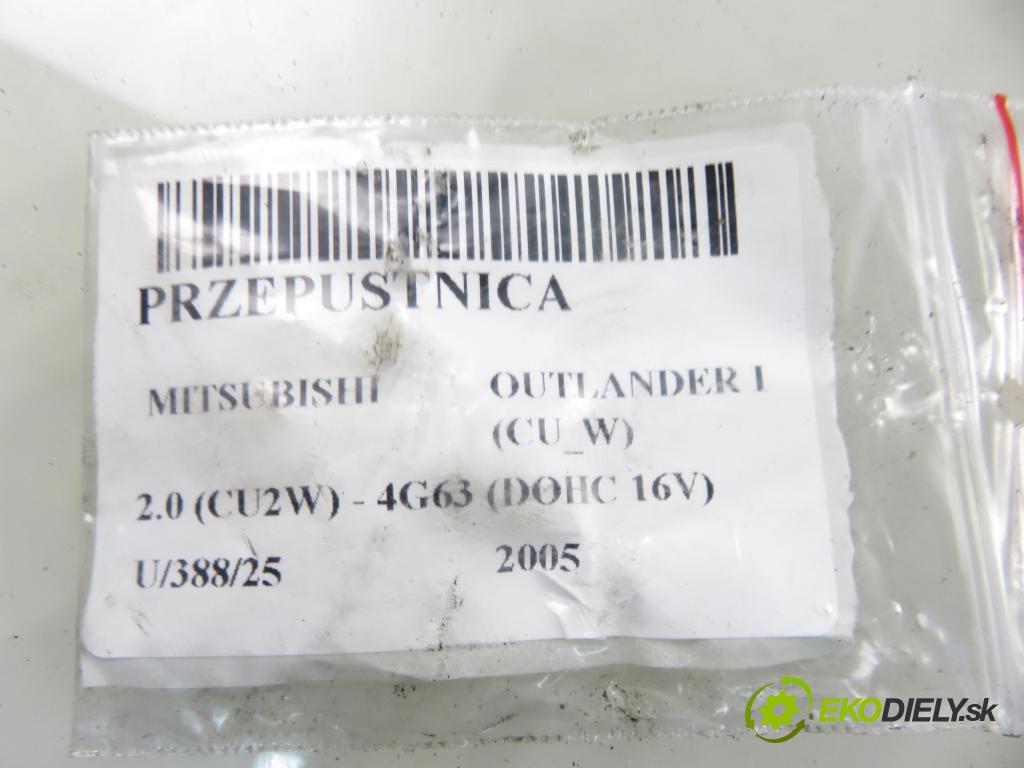 PRZEPUSTNICA
MITSUBISHI OUTLANDER I
(CU_W)
2.0 (CU2W) - 4G63 (DOHC 16V)
U/388/25 2005
EKODIELY.sk